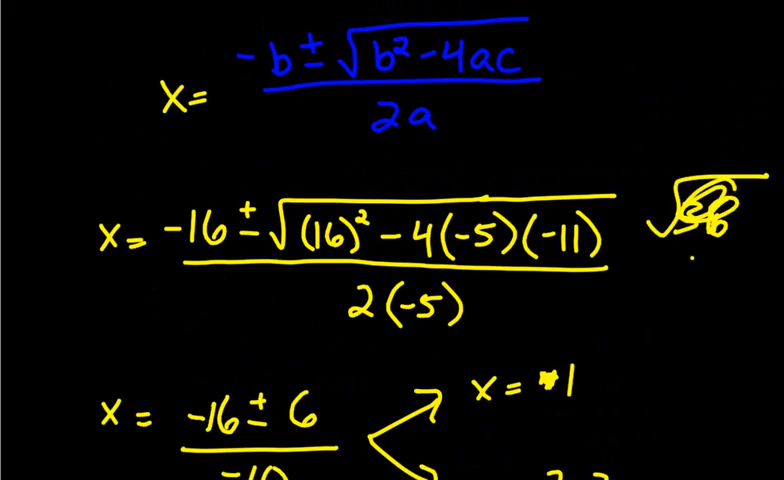 x = -b ± √(b² - 4ac) / 2a
x = -16 ± √((16)² - 4(-5)(-11)) / 2(-5)
x = -16 ± 6 / -10
x = 1